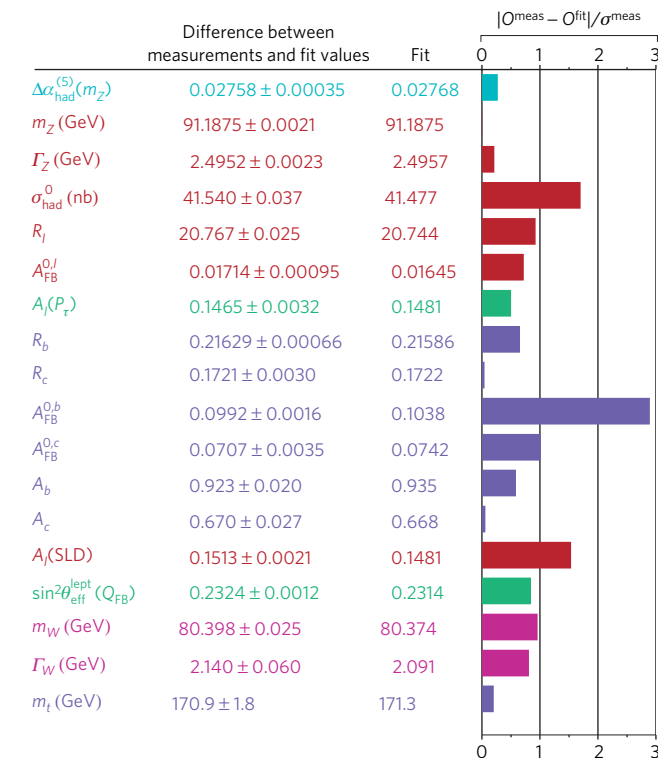 Difference between measurements and fit values Fit |Oᵐᵉᵃˢ − Oᶠⁱᵗ|/σᵐᵉᵃˢ
0 1 2 3
Δα_had^(5)(m_Z) 0.02758 ± 0.00035 0.02768
m_Z (GeV) 91.1875 ± 0.0021 91.1875
Γ_Z (GeV) 2.4952 ± 0.0023 2.4957
σ_had^0 (nb) 41.540 ± 0.037 41.477
R_l 20.767 ± 0.025 20.744
A_FB^0,l 0.01714 ± 0.00095 0.01645
A_l(P_τ) 0.1465 ± 0.0032 0.1481
R_b 0.21629 ± 0.00066 0.21586
R_c 0.1721 ± 0.0030 0.1722
A_FB^0,b 0.0992 ± 0.0016 0.1038
A_FB^0,c 0.0707 ± 0.0035 0.0742
A_b 0.923 ± 0.020 0.935
A_c 0.670 ± 0.027 0.668
A_l(SLD) 0.1513 ± 0.0021 0.1481
sin²θ_eff^lept (Q_FB) 0.2324 ± 0.0012 0.2314
m_W (GeV) 80.398 ± 0.025 80.374
Γ_W (GeV) 2.140 ± 0.060 2.091
m_t (GeV) 170.9 ± 1.8 171.3
0 1 2 3